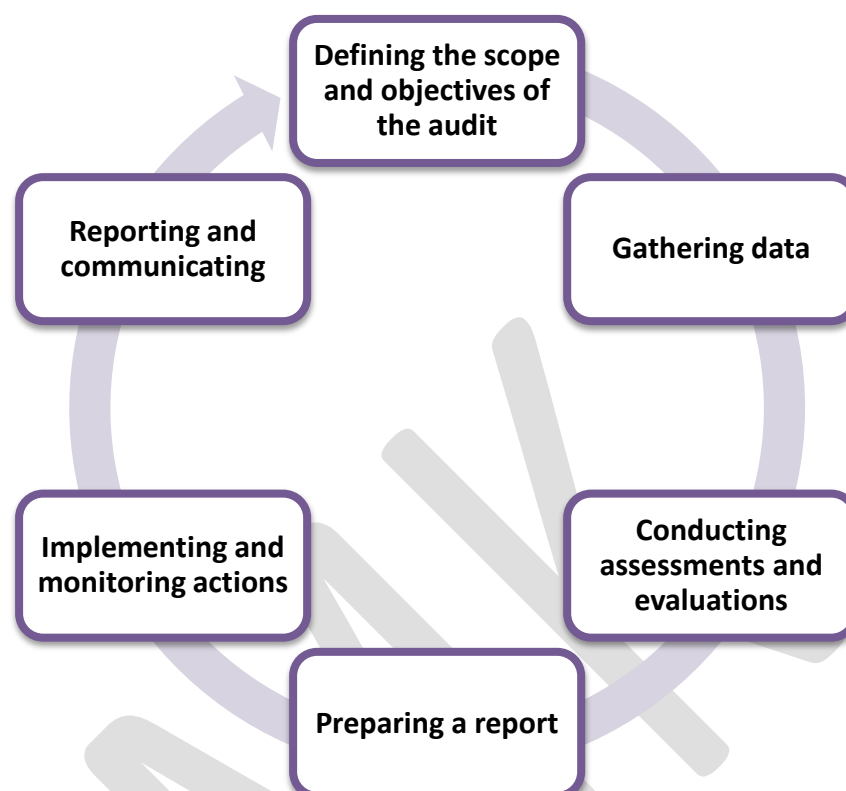 Defining the scope
and objectives of
the audit
Gathering data
Conducting
assessments and
evaluations
Preparing a report
Implementing and
monitoring actions
Reporting and
communicating